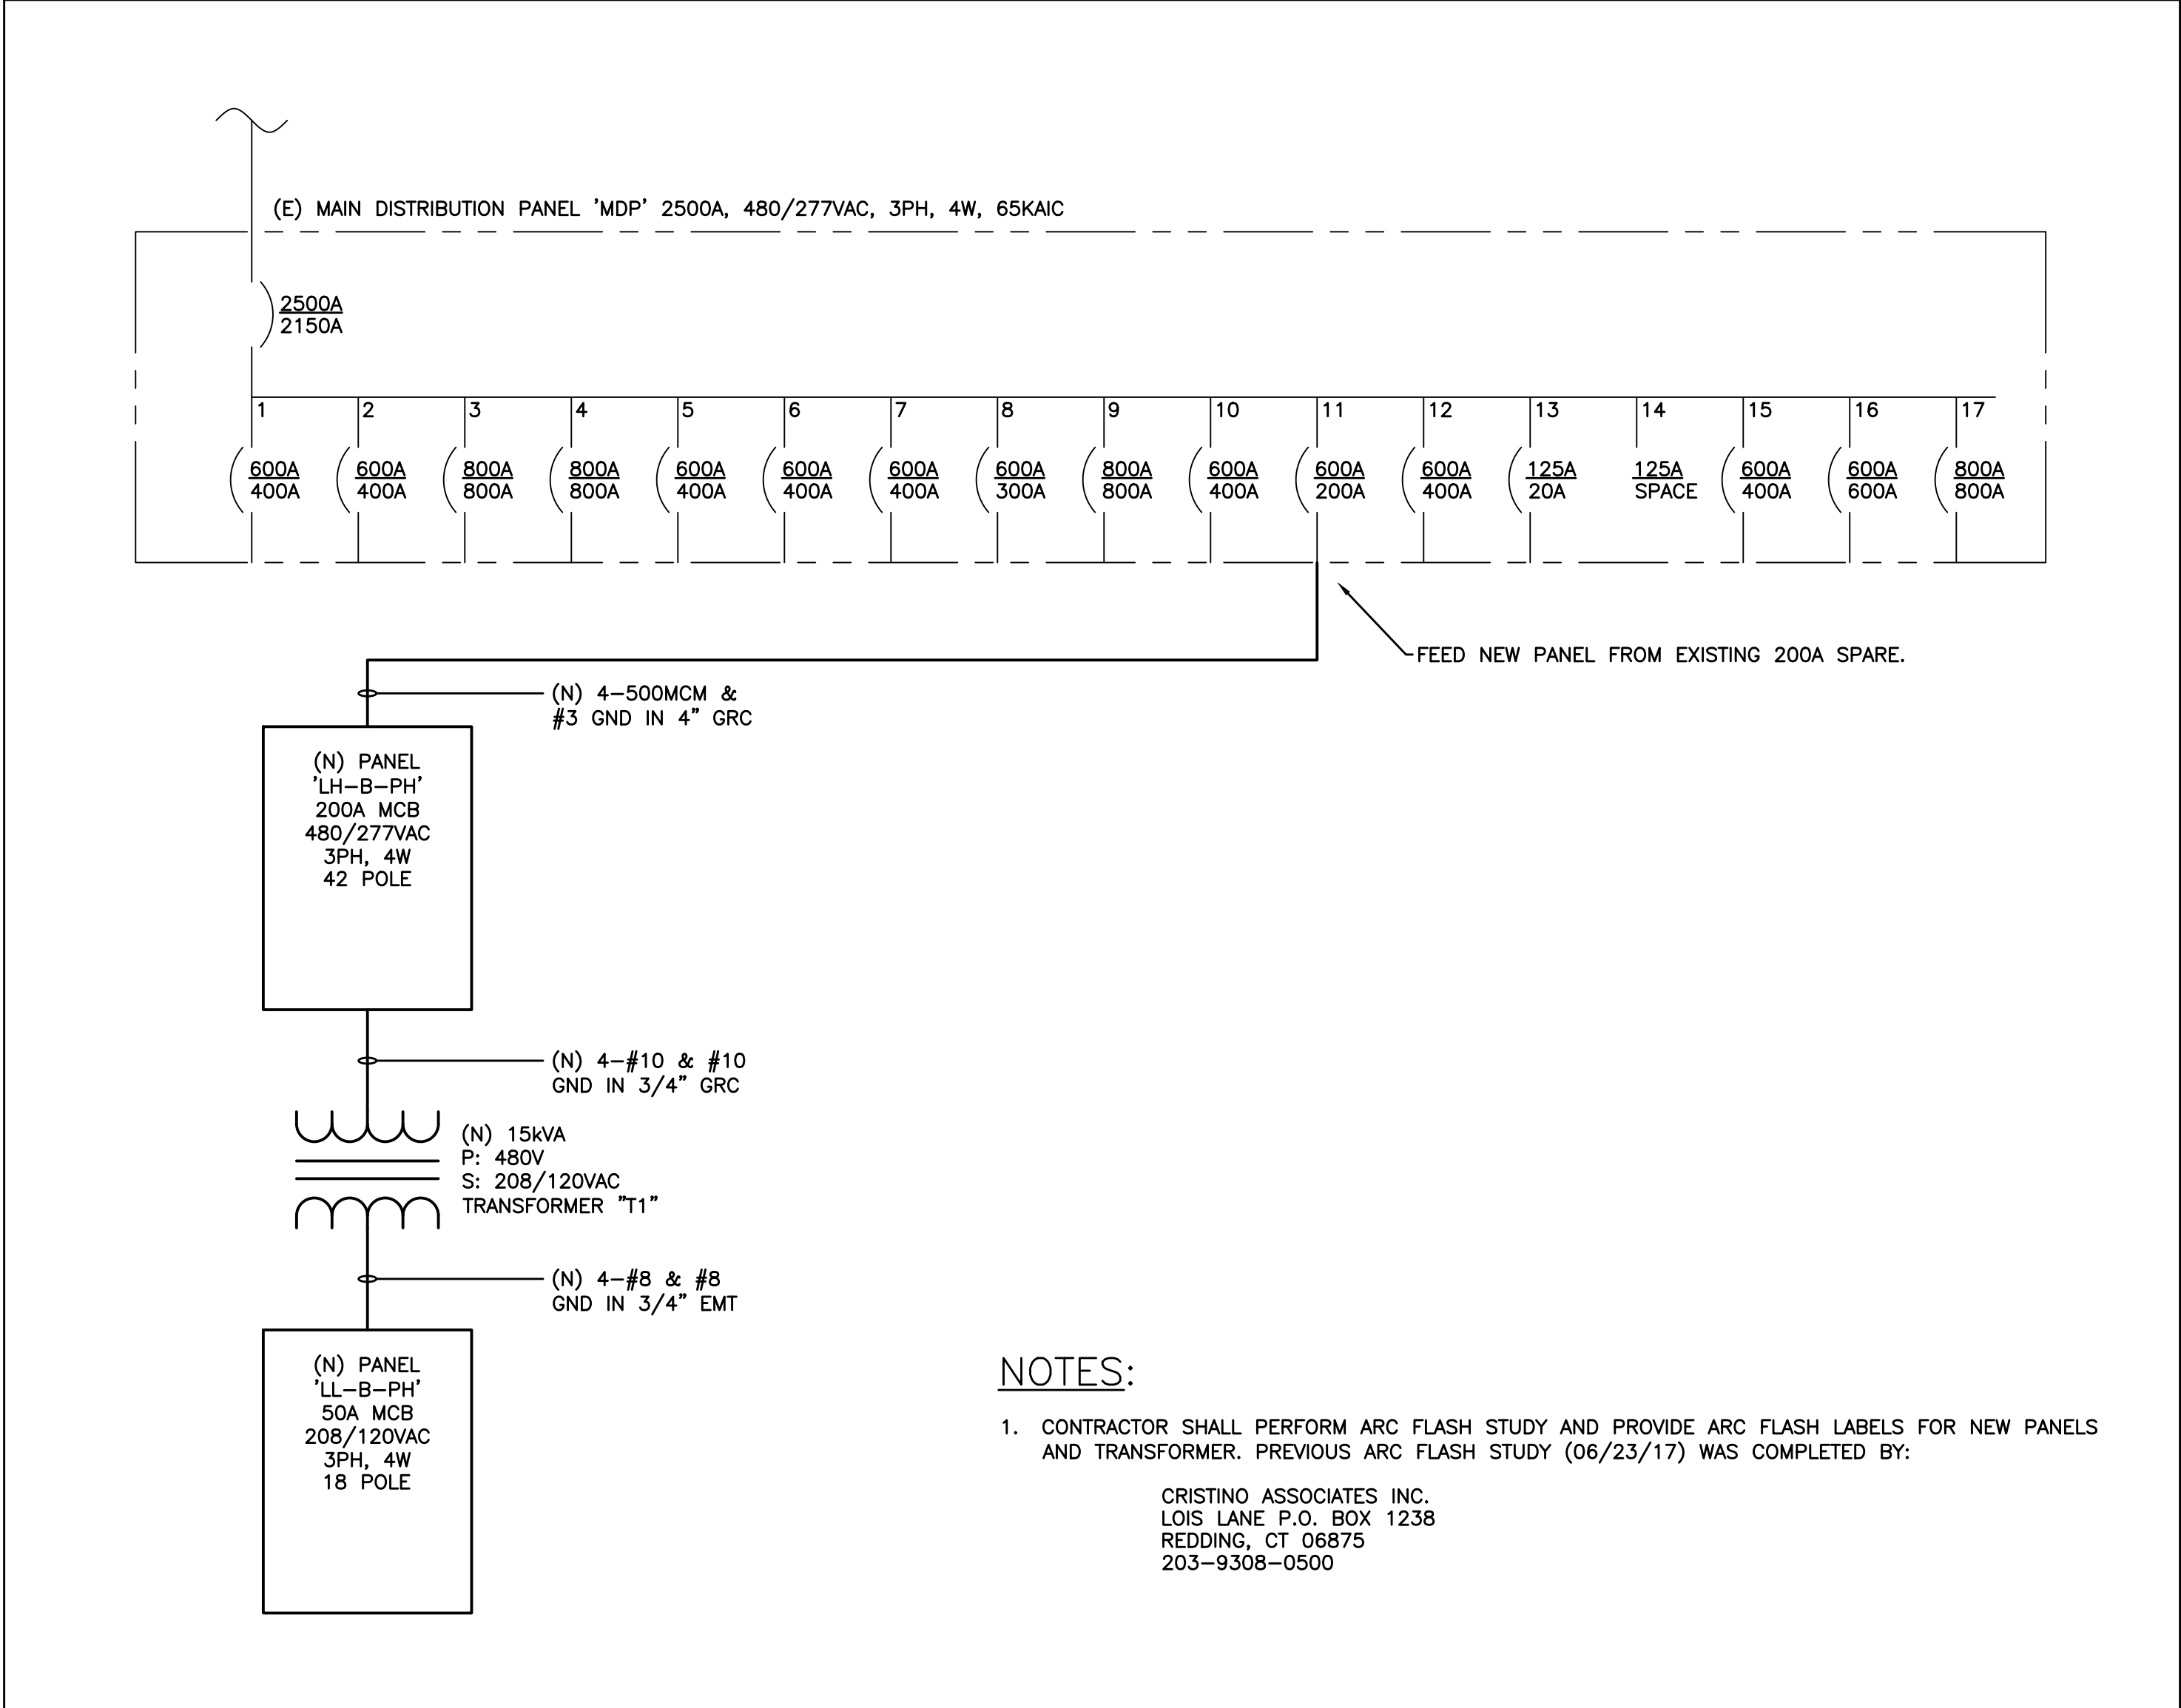 (E) MAIN DISTRIBUTION PANEL 'MDP' 2500A, 480/277VAC, 3PH, 4W, 65KAIC
2500A
2150A
1 2 3 4 5 6 7 8 9 10 11 12 13 14 15 16 17
600A 600A 800A 800A 600A 600A 600A 600A 800A 600A 600A 600A 125A 125A 600A 600A 800A
400A 400A 800A 800A 400A 400A 400A 300A 800A 400A 200A 400A 20A SPACE 400A 600A 800A
FEED NEW PANEL FROM EXISTING 200A SPARE.
(N) 4-500MCM &
#3 GND IN 4" GRC
(N) PANEL
'LH-B-PH'
200A MCB
480/277VAC
3PH, 4W
42 POLE
(N) 4-#10 & #10
GND IN 3/4" GRC
(N) 15kVA
P: 480V
S: 208/120VAC
TRANSFORMER "T1"
(N) 4-#8 & #8
GND IN 3/4" EMT
(N) PANEL
'LL-B-PH'
50A MCB
208/120VAC
3PH, 4W
18 POLE
NOTES:
1. CONTRACTOR SHALL PERFORM ARC FLASH STUDY AND PROVIDE ARC FLASH LABELS FOR NEW PANELS
AND TRANSFORMER. PREVIOUS ARC FLASH STUDY (06/23/17) WAS COMPLETED BY:
CRISTINO ASSOCIATES INC.
LOIS LANE P.O. BOX 1238
REDDING, CT 06875
203-9308-0500